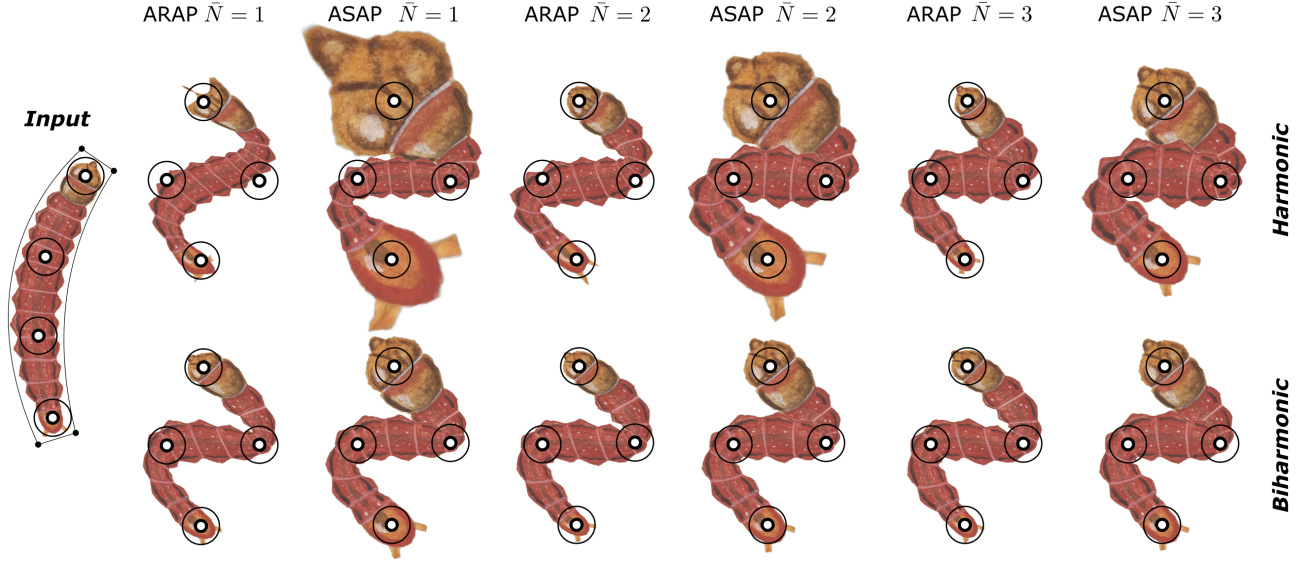 ARAP N̄ = 1
ASAP N̄ = 1
ARAP N̄ = 2
ASAP N̄ = 2
ARAP N̄ = 3
ASAP N̄ = 3
Input
Harmonic
Biharmonic